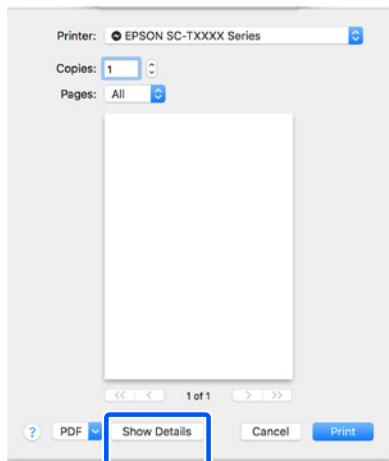 Printer: EPSON SC-TXXXX Series
Copies: 1
Pages: All
<< < 1 of 1 > >>
? PDF Show Details Cancel Print